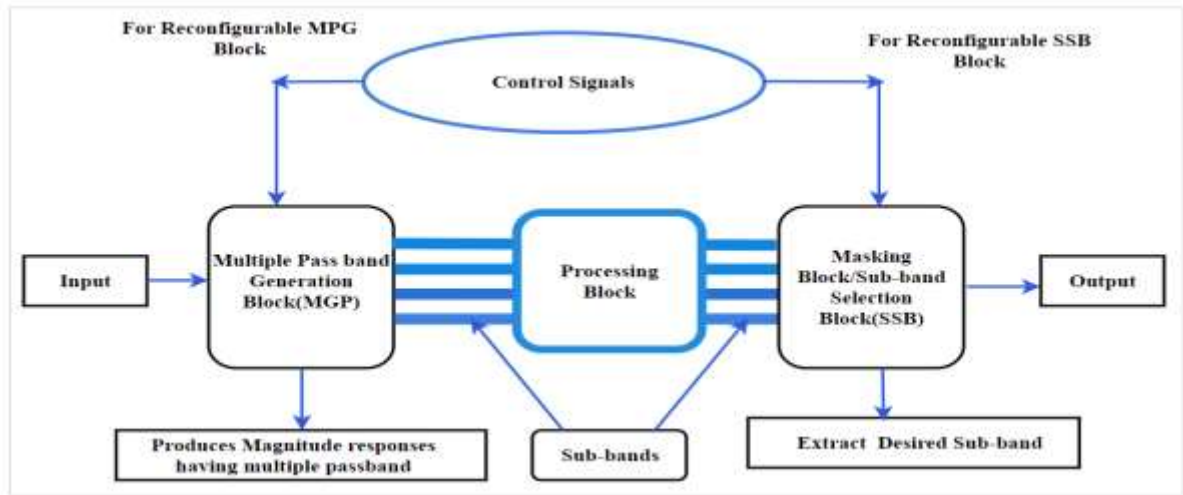 For Reconfigurable MPG
Block
For Reconfigurable SSB
Block
Control Signals
Input
Multiple Pass band
Generation
Block(MGP)
Processing
Block
Masking
Block/Sub-band
Selection
Block(SSB)
Output
Produces Magnitude responses
having multiple passband
Sub-bands
Extract Desired Sub-band